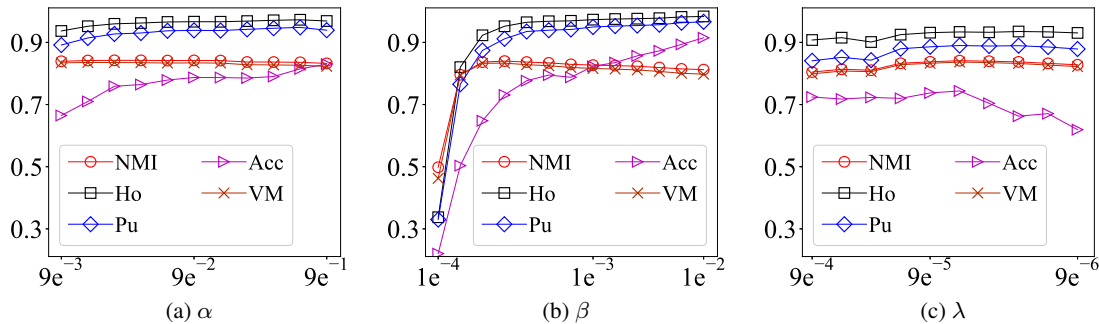 0.9
0.7
0.5
0.3
NMI
Ho
Pu
Acc
VM
9e⁻³
9e⁻²
9e⁻¹
(a) α
0.9
0.7
0.5
0.3
NMI
Ho
Pu
Acc
VM
1e⁻⁴
1e⁻³
1e⁻²
(b) β
0.9
0.7
0.5
0.3
NMI
Ho
Pu
Acc
VM
9e⁻⁴
9e⁻⁵
9e⁻⁶
(c) λ